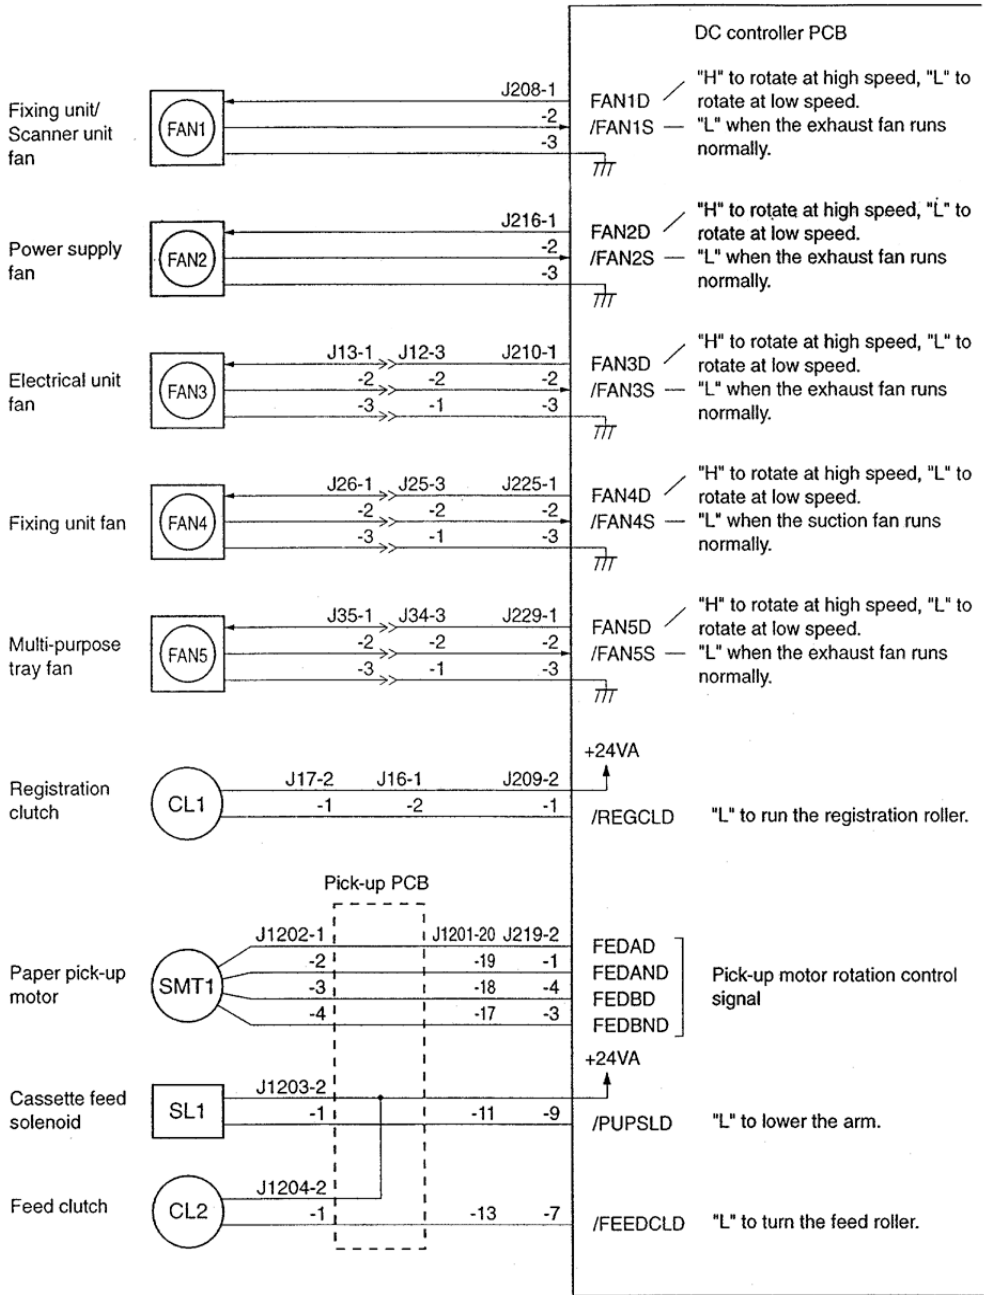 DC controller PCB
Fixing unit/
Scanner unit
fan
FAN1
J208-1
-2
-3
FAN1D
/FAN1S
"H" to rotate at high speed, "L" to
rotate at low speed.
"L" when the exhaust fan runs
normally.
Power supply
fan
FAN2
J216-1
-2
-3
FAN2D
/FAN2S
"H" to rotate at high speed, "L" to
rotate at low speed.
"L" when the exhaust fan runs
normally.
Electrical unit
fan
FAN3
J13-1 J12-3 J210-1
-2 -2 -2
-3 -1 -3
FAN3D
/FAN3S
"H" to rotate at high speed, "L" to
rotate at low speed.
"L" when the exhaust fan runs
normally.
Fixing unit fan
FAN4
J26-1 J25-3 J225-1
-2 -2 -2
-3 -1 -3
FAN4D
/FAN4S
"H" to rotate at high speed, "L" to
rotate at low speed.
"L" when the suction fan runs
normally.
Multi-purpose
tray fan
FAN5
J35-1 J34-3 J229-1
-2 -2 -2
-3 -1 -3
FAN5D
/FAN5S
"H" to rotate at high speed, "L" to
rotate at low speed.
"L" when the exhaust fan runs
normally.
Registration
clutch
CL1
J17-2 J16-1 J209-2
-1 -2 -1
+24VA
/REGCLD
"L" to run the registration roller.
Pick-up PCB
Paper pick-up
motor
SMT1
J1202-1 J1201-20 J219-2
-2 -19 -1
-3 -18 -4
-4 -17 -3
FEDAD
FEDAND
FEDBD
FEDBND
Pick-up motor rotation control
signal
Cassette feed
solenoid
SL1
J1203-2
-1 -11 -9
+24VA
/PUPSLD
"L" to lower the arm.
Feed clutch
CL2
J1204-2
-1 -13 -7
/FEEDCLD
"L" to turn the feed roller.